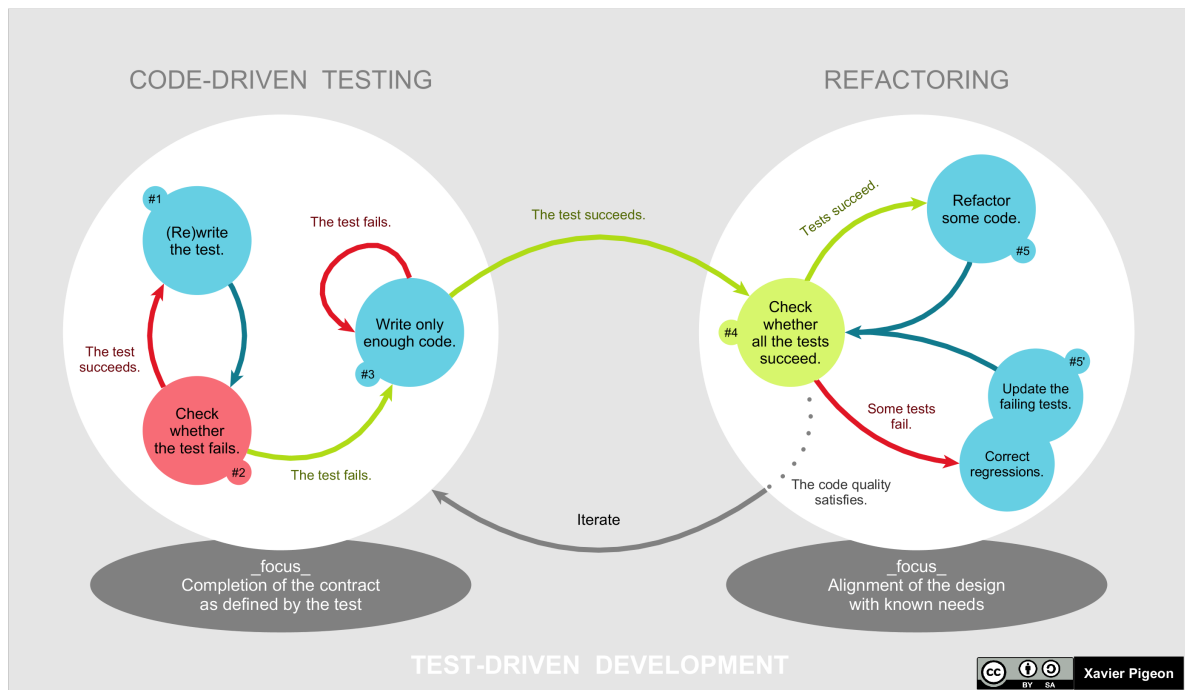 CODE-DRIVEN TESTING
REFACTORING
#1
(Re)write
the test.
The test
succeeds.
Check
whether
the test fails.
#2
The test fails.
The test fails.
Write only
enough code.
#3
The test succeeds.
Tests succeed.
Refactor
some code.
#5
Check
whether
all the tests
succeed.
#4
#5'
Update the
failing tests.
Some tests
fail.
Correct
regressions.
The code quality
satisfies.
Iterate
_focus_
Completion of the contract
as defined by the test
_focus_
Alignment of the design
with known needs
TEST-DRIVEN DEVELOPMENT
cc
BY SA
Xavier Pigeon